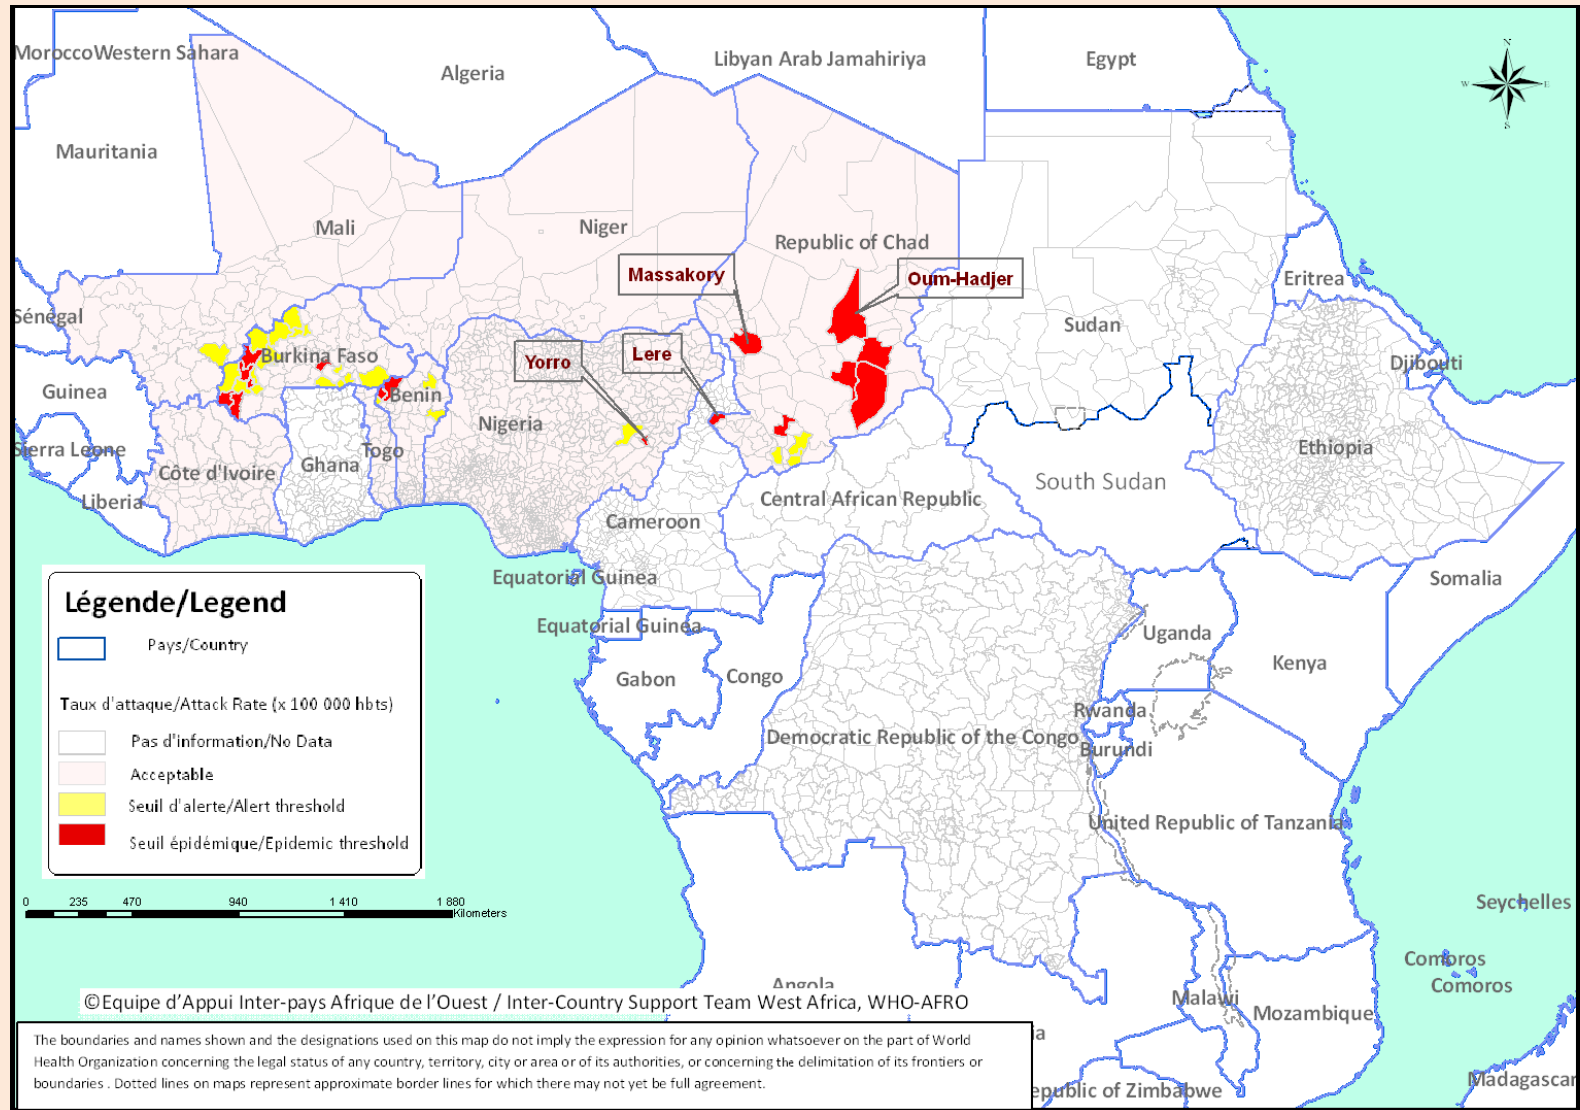 Morocco
Western Sahara
Algeria
Libyan Arab Jamahiriya
Egypt
N
W
E
S
Mauritania
Mali
Niger
Republic of Chad
Massakory
Oum-Hadjer
Eritrea
Sénégal
Sudan
Burkina Faso
Yorro
Lere
Djibouti
Guinea
Benin
Nigeria
Sierra Leone
Togo
Ghana
Côte d'Ivoire
Ethiopia
Liberia
South Sudan
Central African Republic
Cameroon
Equatorial Guinea
Somalia
Equatorial Guinea
Uganda
Kenya
Gabon
Congo
Rwanda
Democratic Republic of the Congo
Burundi
United Republic of Tanzania
Seychelles
Comoros
Comoros
Angola
Malawi
Mozambique
Madagascar
epublic of Zimbabwe
ia
Légende/Legend
Pays/Country
Taux d'attaque/Attack Rate (x 100 000 hbts)
Pas d'information/No Data
Acceptable
Seuil d'alerte/Alert threshold
Seuil épidémique/Epidemic threshold
0 235 470 940 1 410 1 880
Kilometers
©Equipe d'Appui Inter-pays Afrique de l'Ouest / Inter-Country Support Team West Africa, WHO-AFRO
The boundaries and names shown and the designations used on this map do not imply the expression for any opinion whatsoever on the part of World
Health Organization concerning the legal status of any country, territory, city or area or of its authorities, or concerning the delimitation of its frontiers or
boundaries . Dotted lines on maps represent approximate border lines for which there may not yet be full agreement.